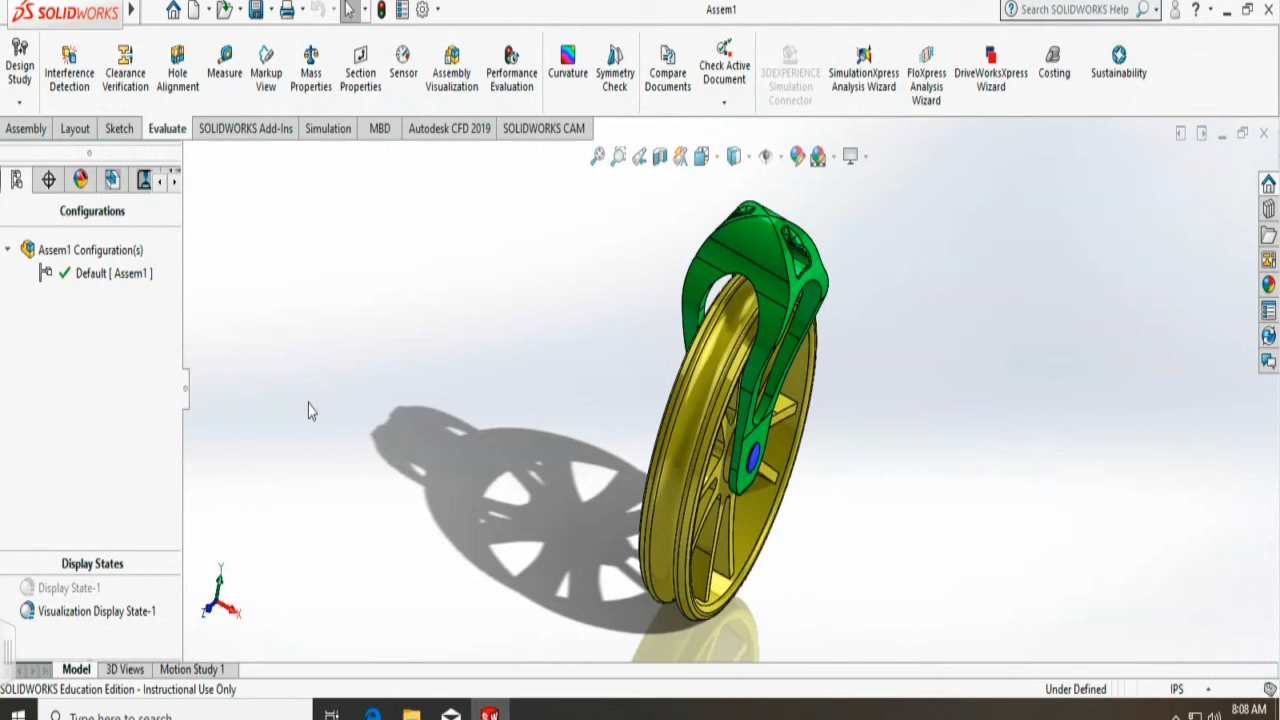 SOLIDWORKS
Assem1
Search SOLIDWORKS Help
?
Design Study
Interference Detection
Clearance Verification
Hole Alignment
Measure
Markup View
Mass Properties
Section Properties
Sensor
Assembly Visualization
Performance Evaluation
Curvature
Symmetry Check
Compare Documents
Check Active Document
3DEXPERIENCE Simulation Connector
SimulationXpress Analysis Wizard
FloXpress Analysis Wizard
DriveWorksXpress Wizard
Costing
Sustainability
Assembly Layout Sketch Evaluate SOLIDWORKS Add-Ins Simulation MBD Autodesk CFD 2019 SOLIDWORKS CAM
Configurations
Assem1 Configuration(s)
Default [ Assem1 ]
Display States
Display State-1
Visualization Display State-1
Y
Z
X
Model 3D Views Motion Study 1
SOLIDWORKS Education Edition - Instructional Use Only
Under Defined
IPS
Type here to search
8:08 AM